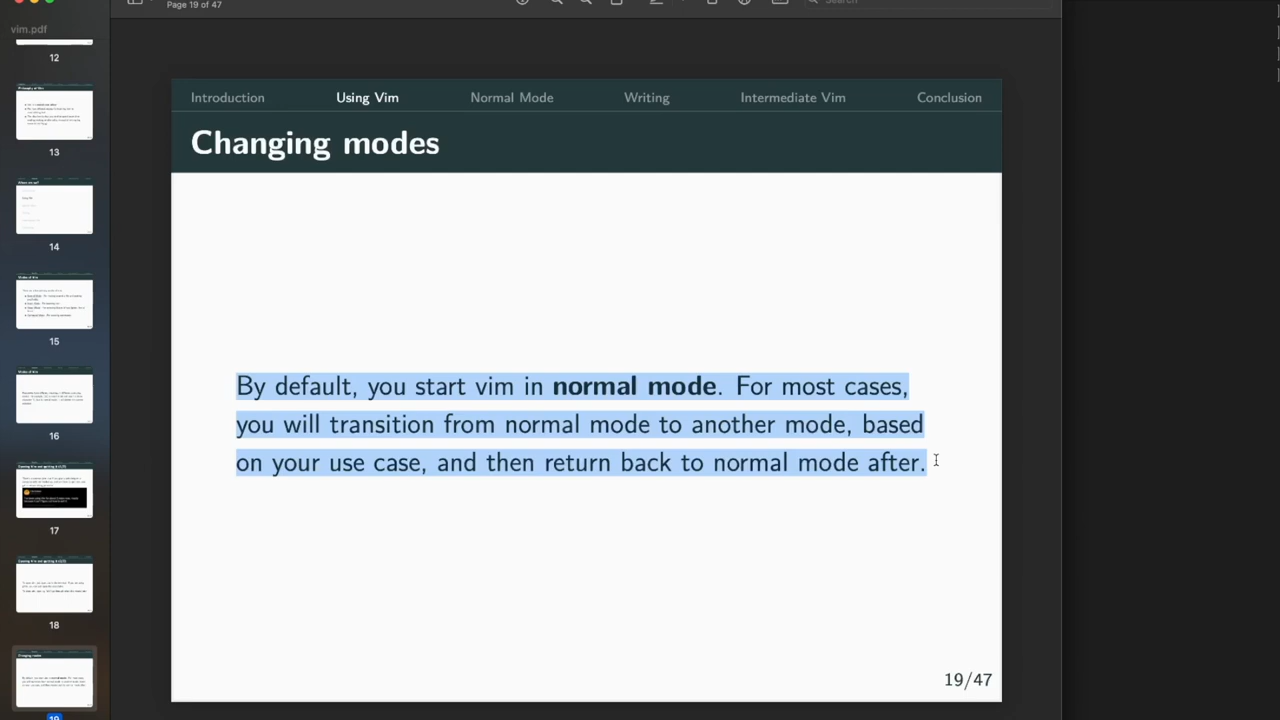 Page 19 of 47
Search
vim.pdf
12
13
14
15
16
17
18
19
Introduction Using Vim Mode Writing Vim Conclusion
Changing modes
By default, you start vim in normal mode. For most cases,
you will transition from normal mode to another mode, based
on your use case, and then return back to normal mode after.
19/47